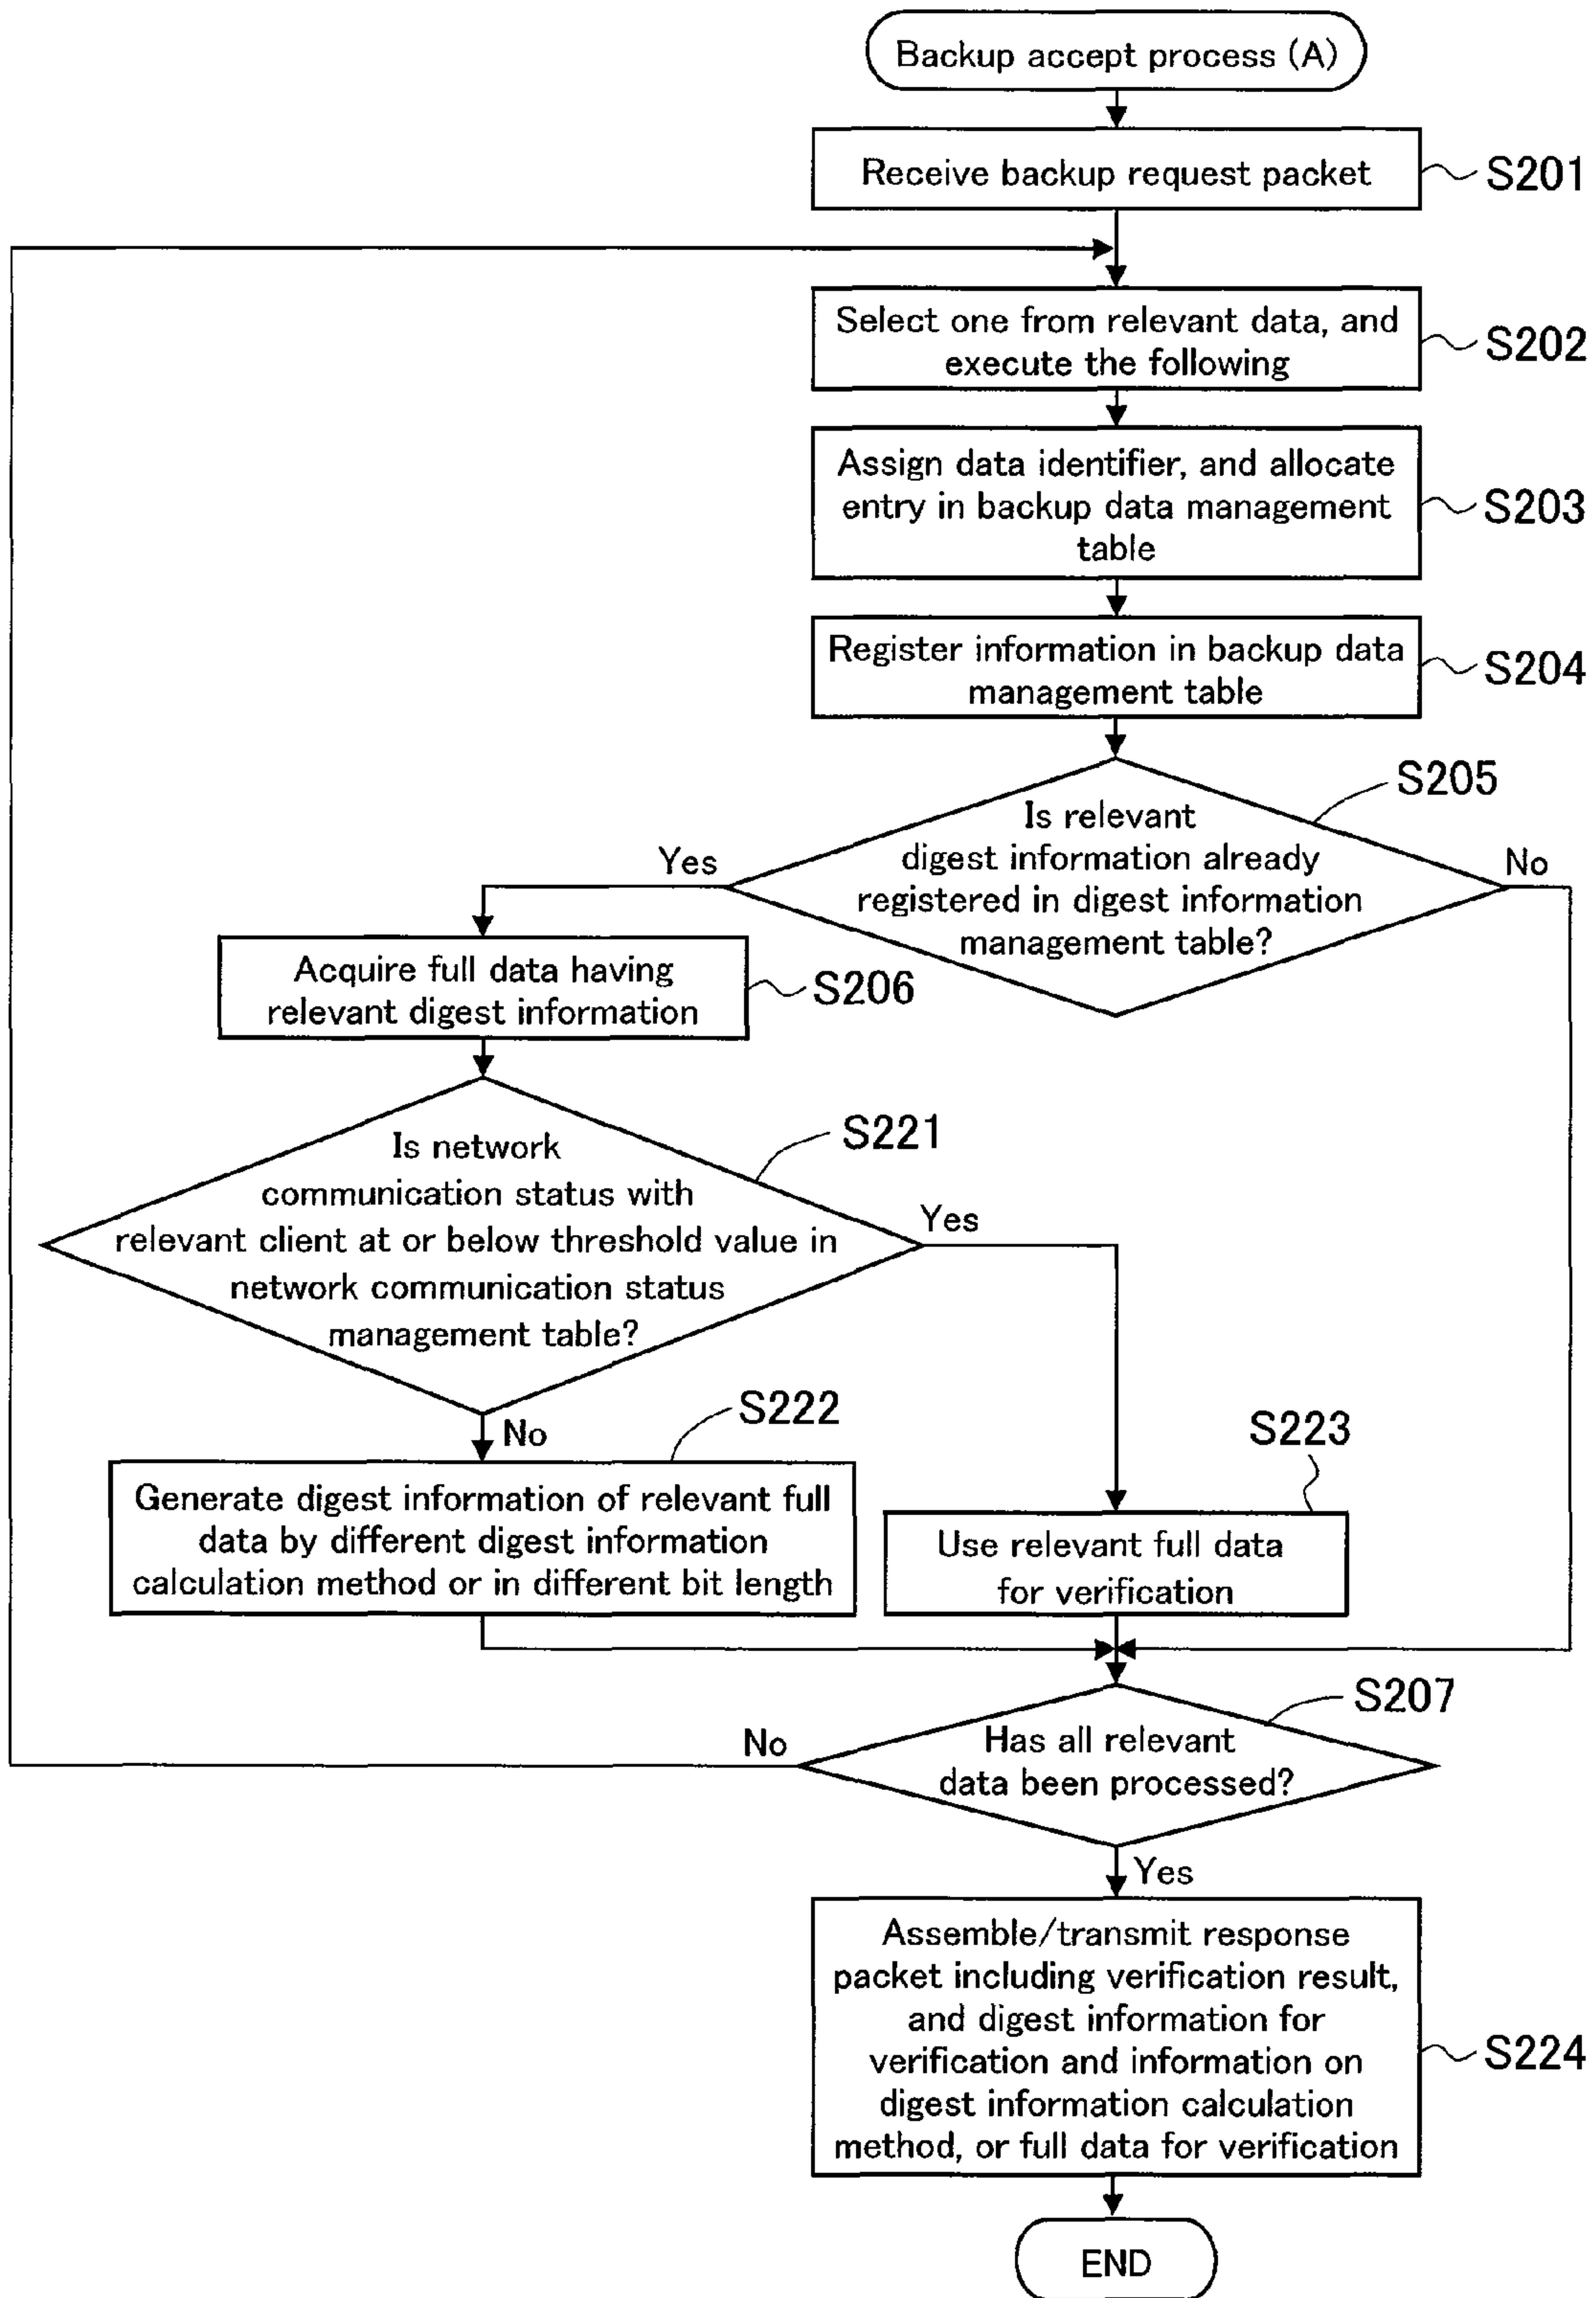 Backup accept process (A)
Receive backup request packet
S201
Select one from relevant data, and
execute the following
S202
Assign data identifier, and allocate
entry in backup data management
table
S203
Register information in backup data
management table
S204
S205
Is relevant
digest information already
registered in digest information
management table?
Yes
No
Acquire full data having
relevant digest information
S206
S221
Is network
communication status with
relevant client at or below threshold value in
network communication status
management table?
Yes
No
S222
Generate digest information of relevant full
data by different digest information
calculation method or in different bit length
S223
Use relevant full data
for verification
S207
Has all relevant
data been processed?
No
Yes
Assemble/transmit response
packet including verification result,
and digest information for
verification and information on
digest information calculation
method, or full data for verification
S224
END